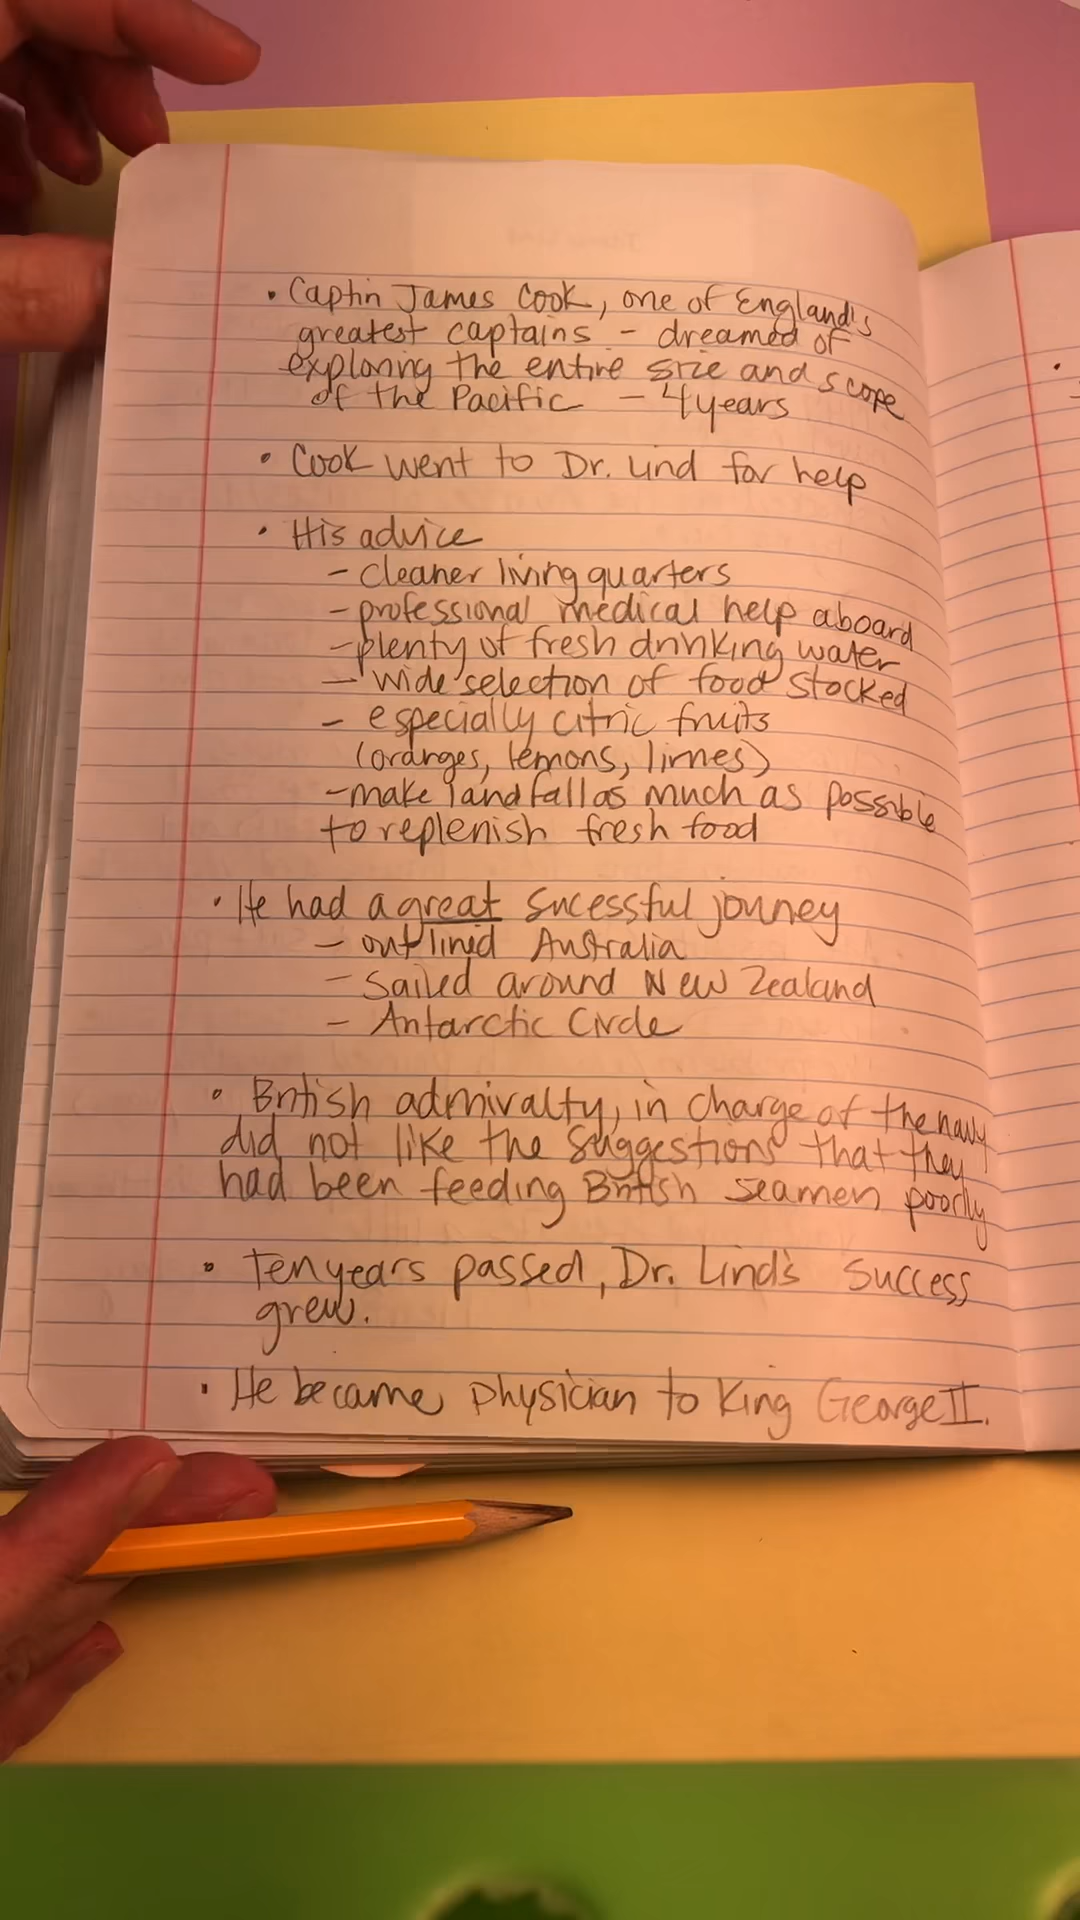 • Captin James Cook, one of England's
greatest captains - dreamed of
exploring the entire size and scope
of the Pacific - 4 years
• Cook went to Dr. Lind for help
• His advice
- cleaner living quarters
- professional medical help aboard
- plenty of fresh drinking water
- wide selection of food stocked
- especially citric fruits
(oranges, lemons, limes)
- make landfall as much as possible
to replenish fresh food
• He had a great sucessful jouney
- outlined Australia
- Sailed around New Zealand
- Antarctic Circle
• British admiralty, in charge of the navy
did not like the suggestions that they
had been feeding British seamen poorly
• Ten years passed, Dr. Lind's success
grew.
• He became physician to King George II.